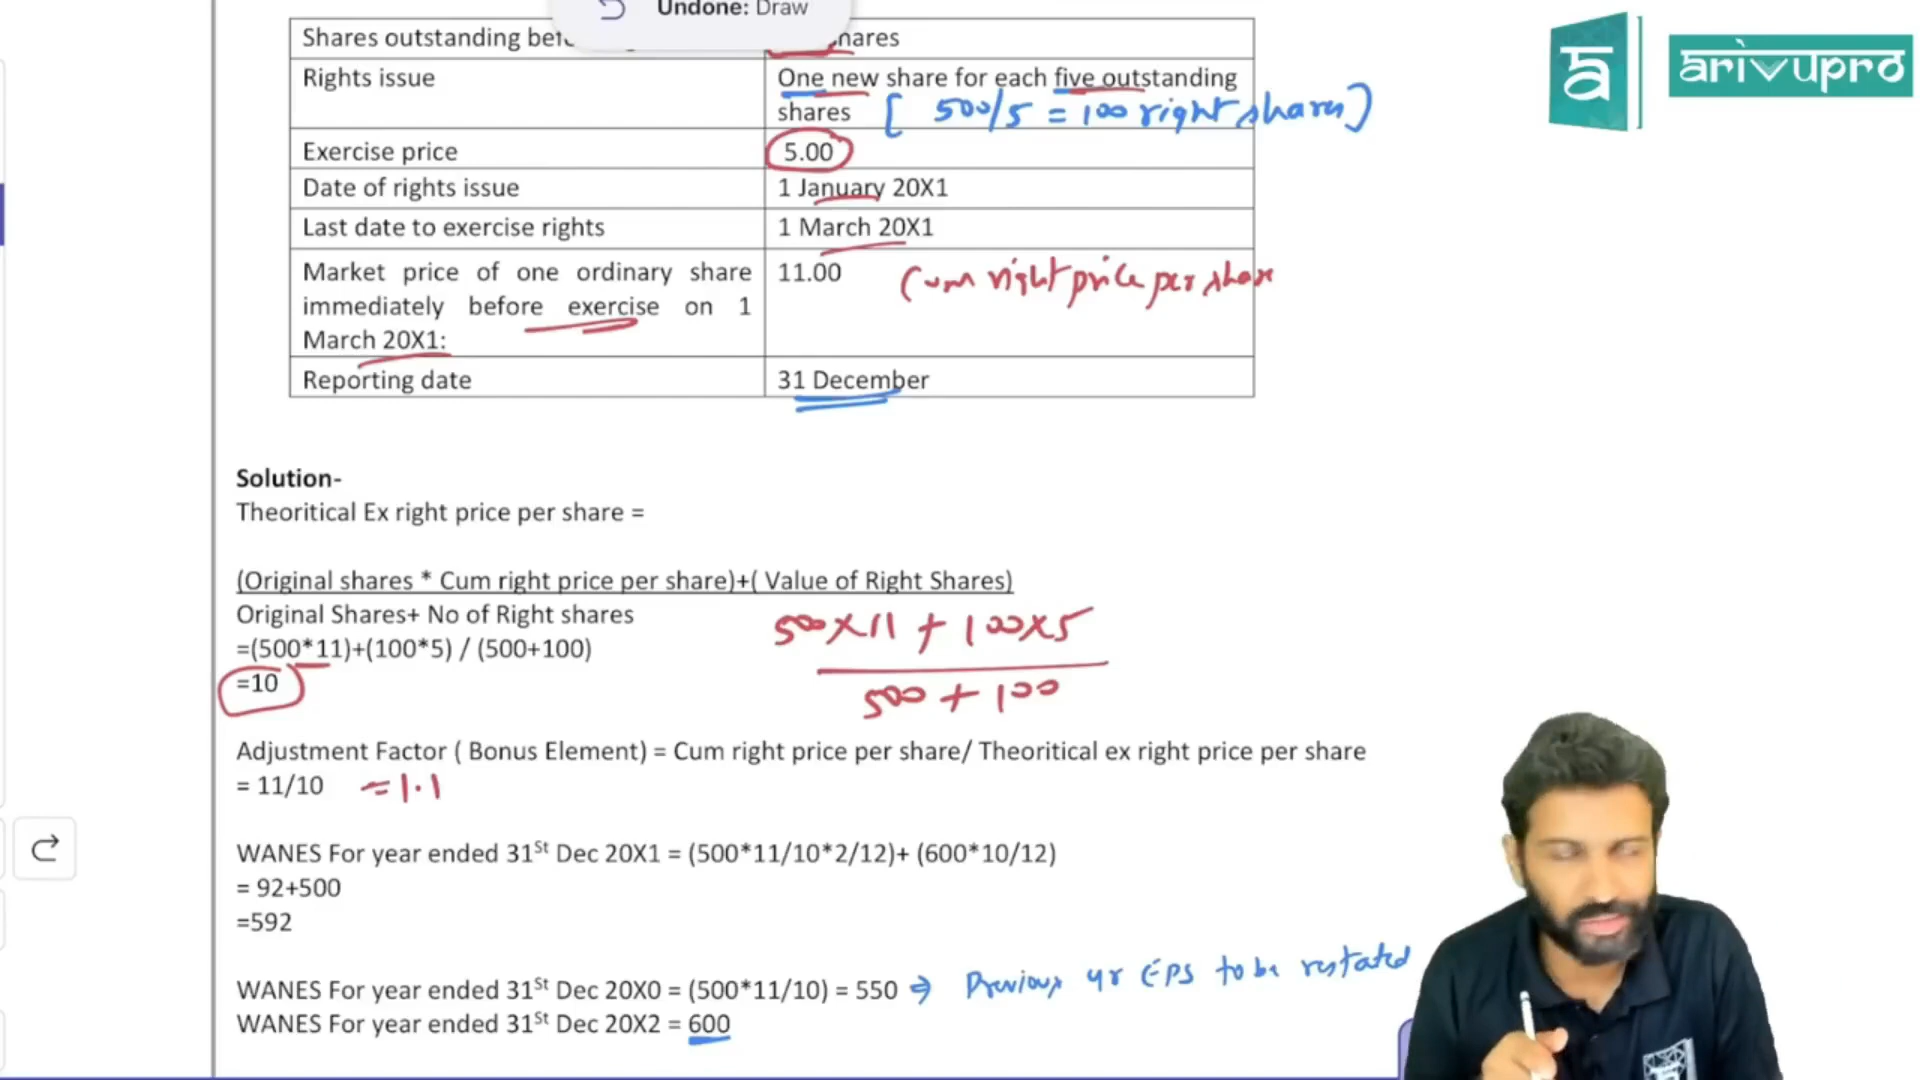 Undone: Draw
Shares outstanding
Rights issue
One new share for each five outstanding
shares [ 500/5 = 100 right shares ]
Exercise price 5.00
Date of rights issue 1 January 20X1
Last date to exercise rights 1 March 20X1
Market price of one ordinary share 11.00 Cum right price per share
immediately before exercise on 1
March 20X1:
Reporting date 31 December
ā arivupro
Solution-
Theoritical Ex right price per share =
(Original shares * Cum right price per share)+( Value of Right Shares)
Original Shares+ No of Right shares
=(500*11)+(100*5) / (500+100)
=10
500x11 + 100x5
500 + 100
Adjustment Factor ( Bonus Element) = Cum right price per share/ Theoritical ex right price per share
= 11/10 = 1.1
WANES For year ended 31St Dec 20X1 = (500*11/10*2/12)+ (600*10/12)
= 92+500
=592
WANES For year ended 31St Dec 20X0 = (500*11/10) = 550 ⇒ Previous yr EPS to be restated
WANES For year ended 31St Dec 20X2 = 600